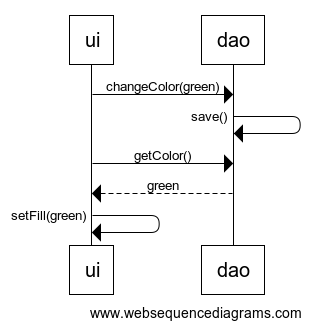 ui
dao
changeColor(green)
save()
getColor()
green
setFill(green)
ui
dao
www.websequencediagrams.com